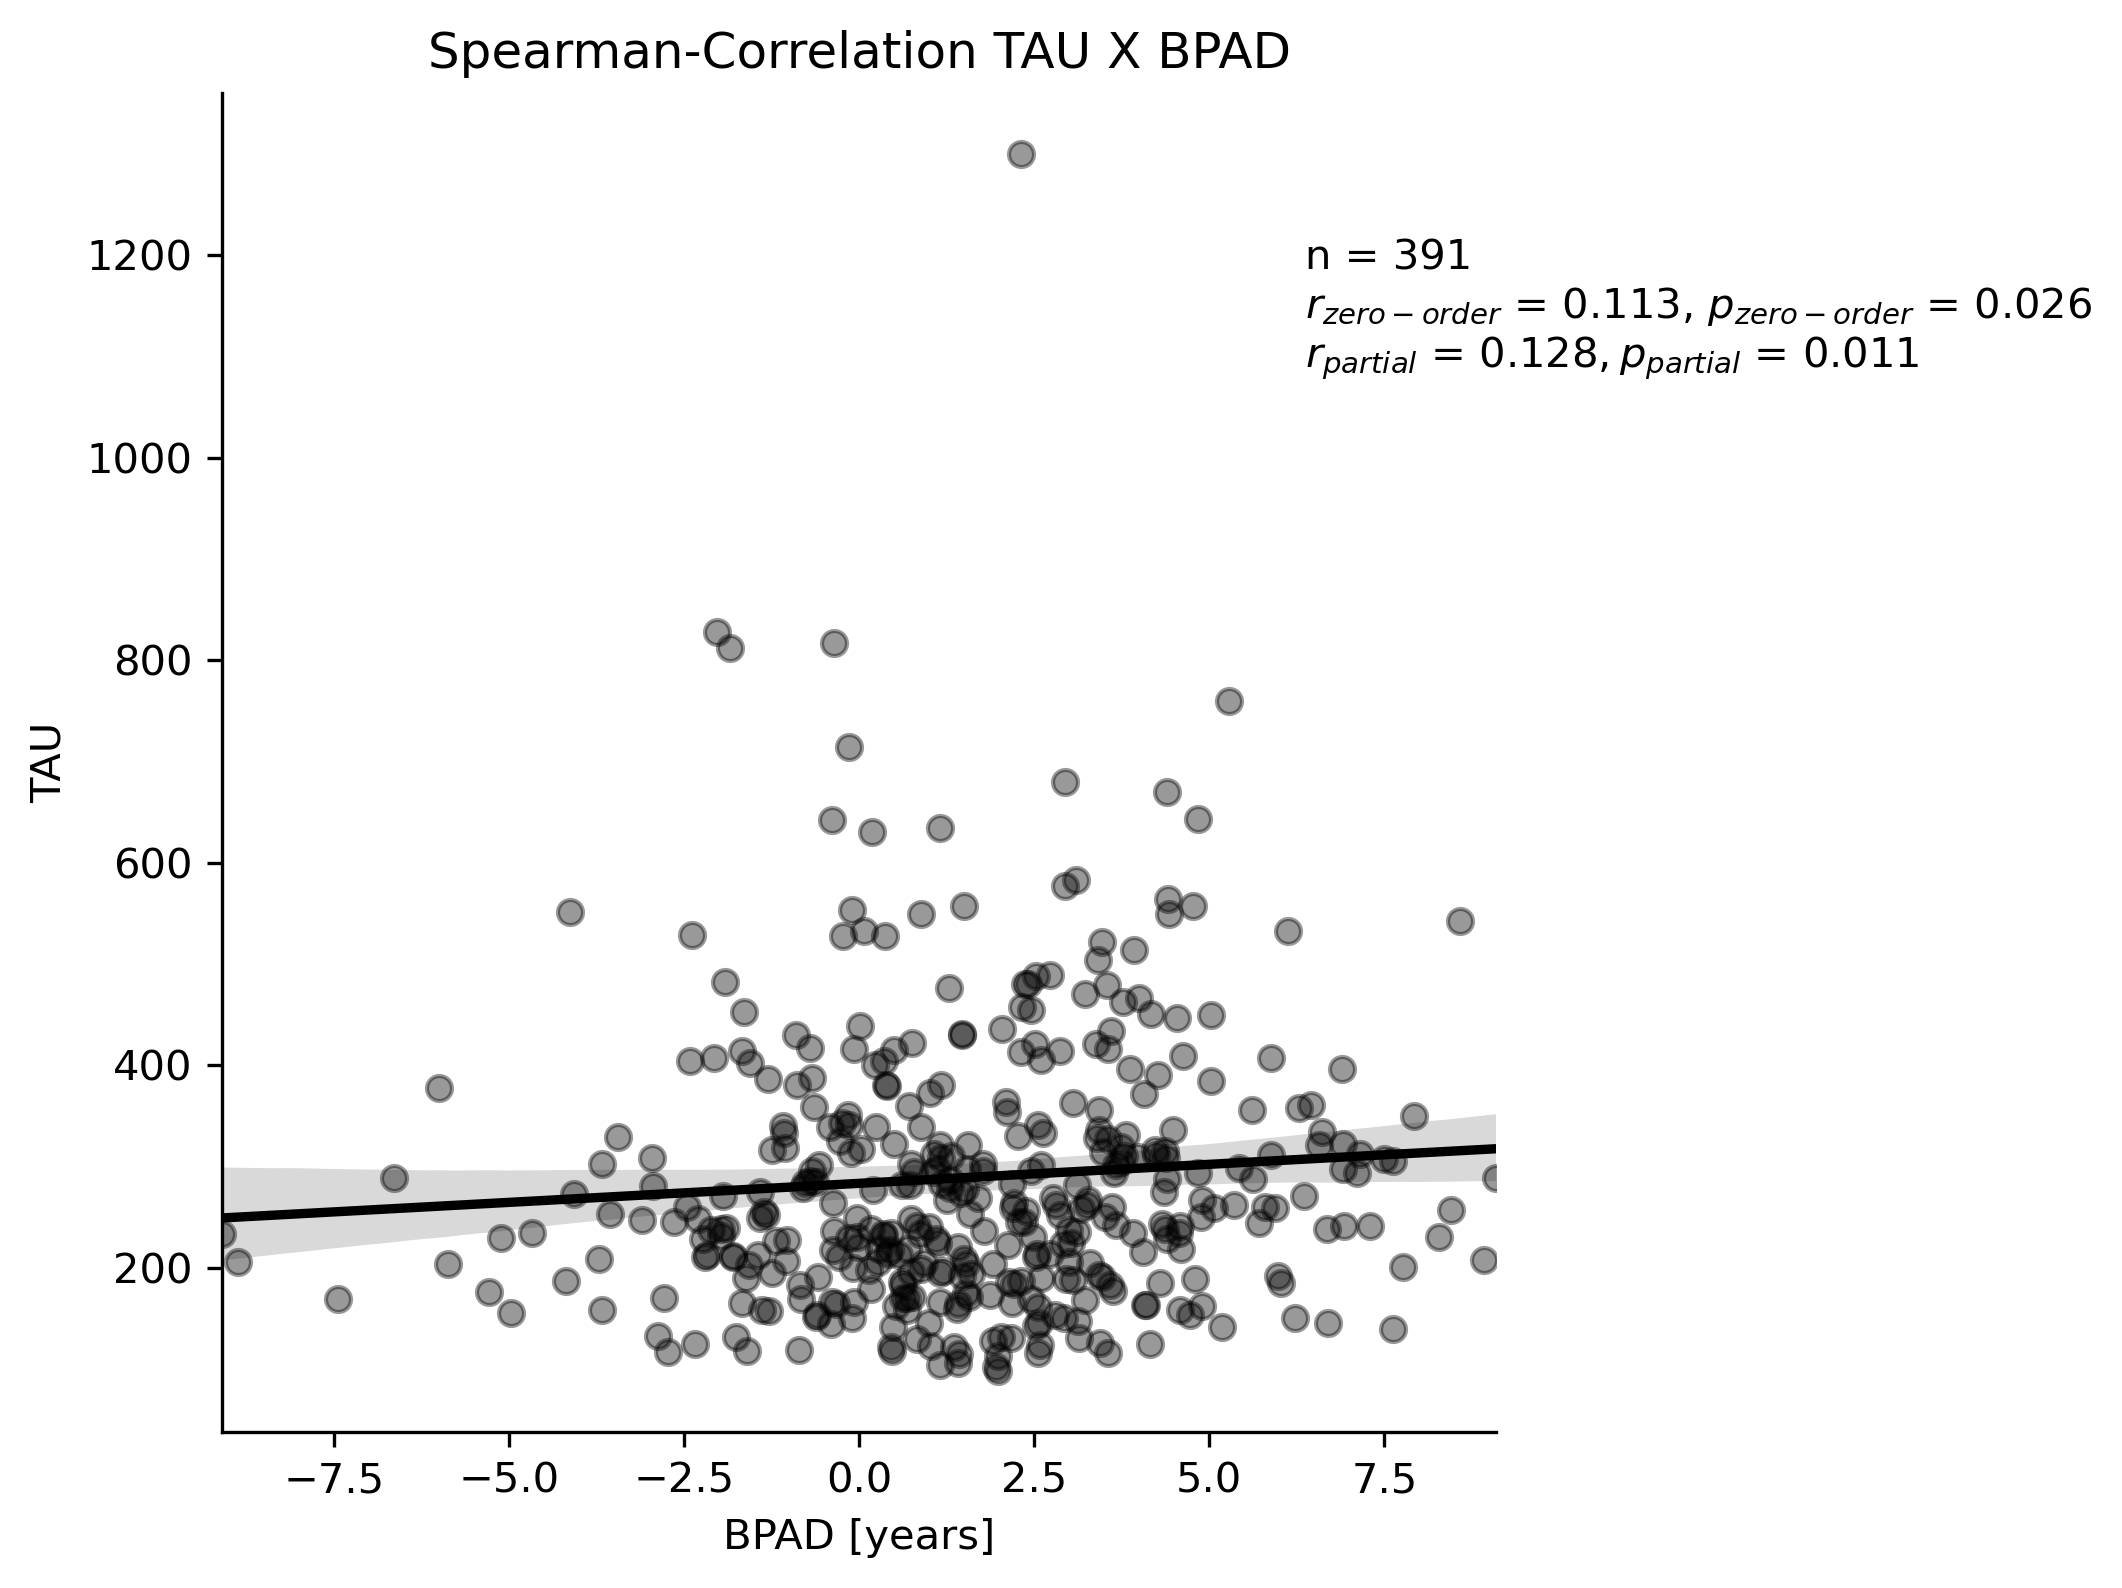 Spearman-Correlation TAU X BPAD
n = 391
r_zero−order = 0.113, p_zero−order = 0.026
r_partial = 0.128, p_partial = 0.011
TAU
1200
1000
800
600
400
200
−7.5 −5.0 −2.5 0.0 2.5 5.0 7.5
BPAD [years]